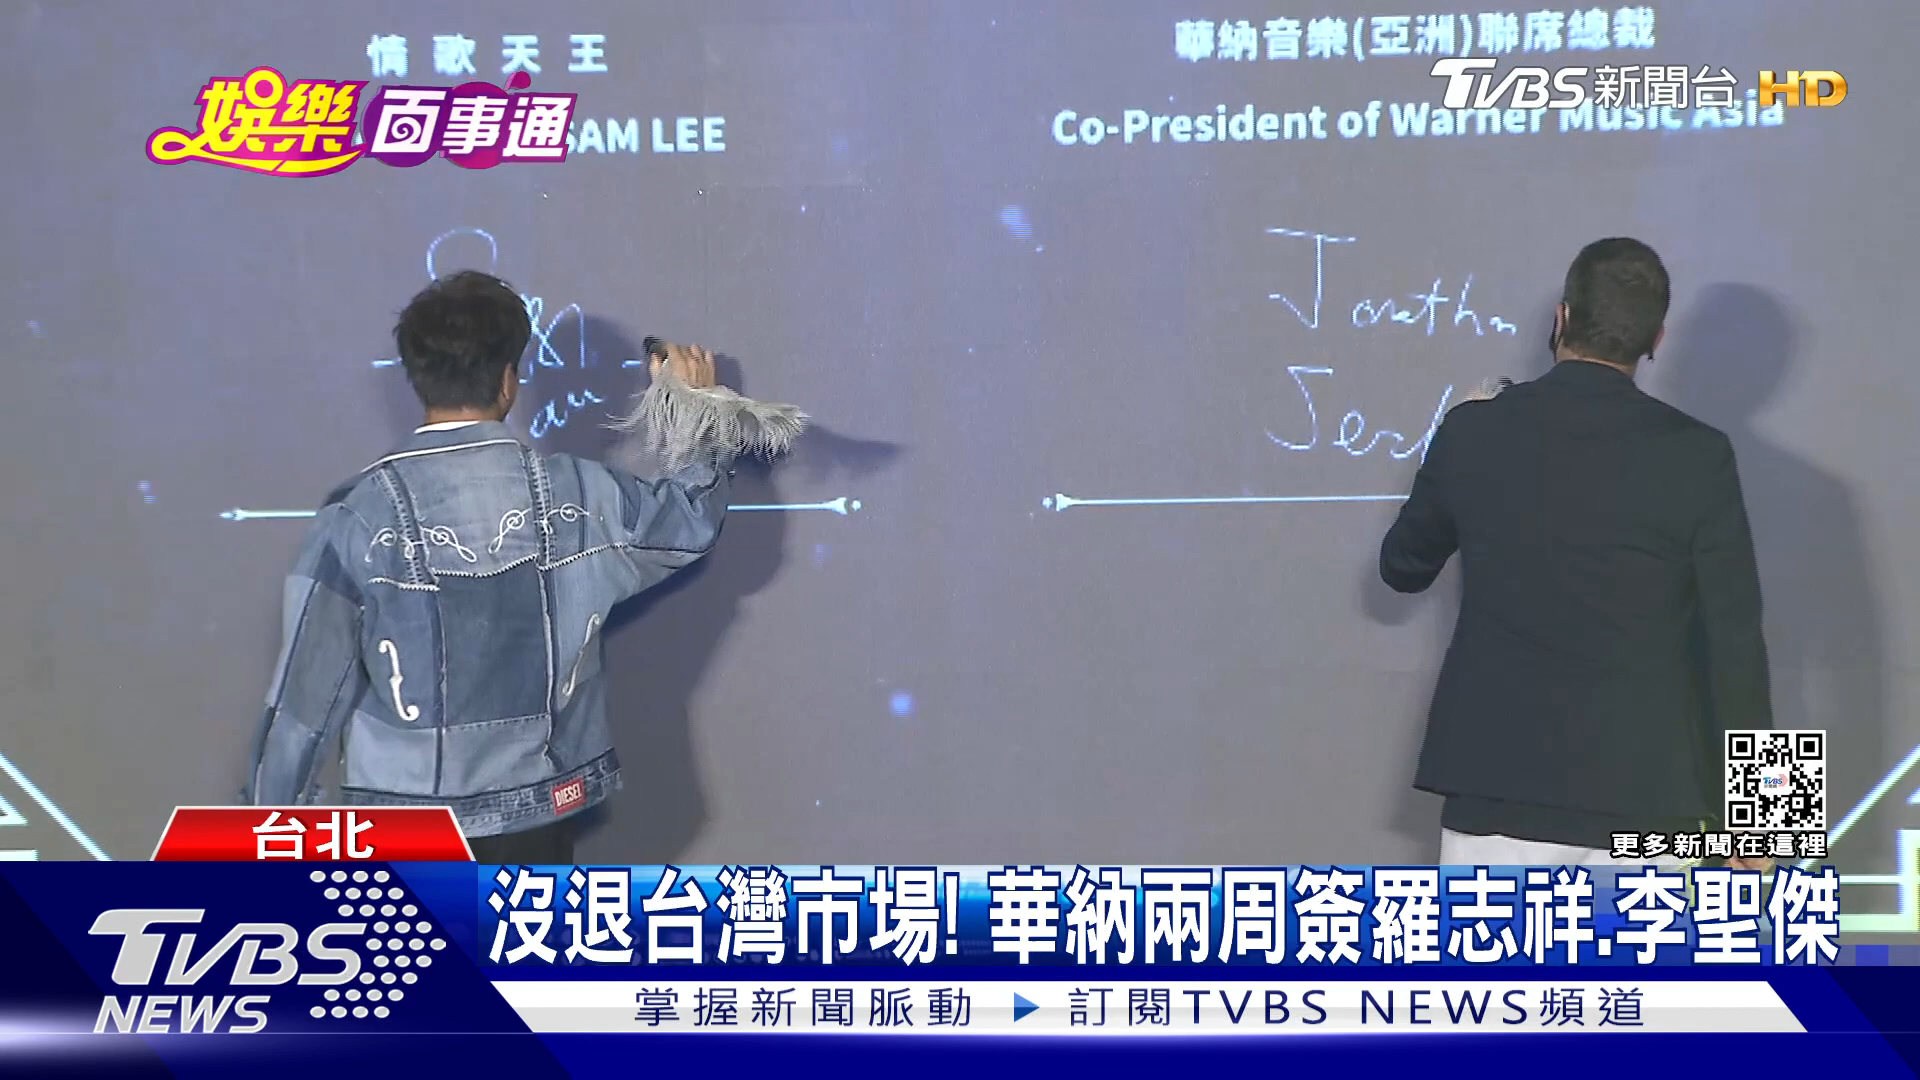 情歌天王
華納音樂(亞洲)聯席總裁
娛樂百事通
SAM LEE
TVBS新聞台 HD
Co-President of Warner Music Asia
Jonatha
DIESEL
更多新聞在這裡
台北
沒退台灣市場! 華納兩周簽羅志祥.李聖傑
TVBS NEWS
掌握新聞脈動 ▶ 訂閱TVBS NEWS頻道